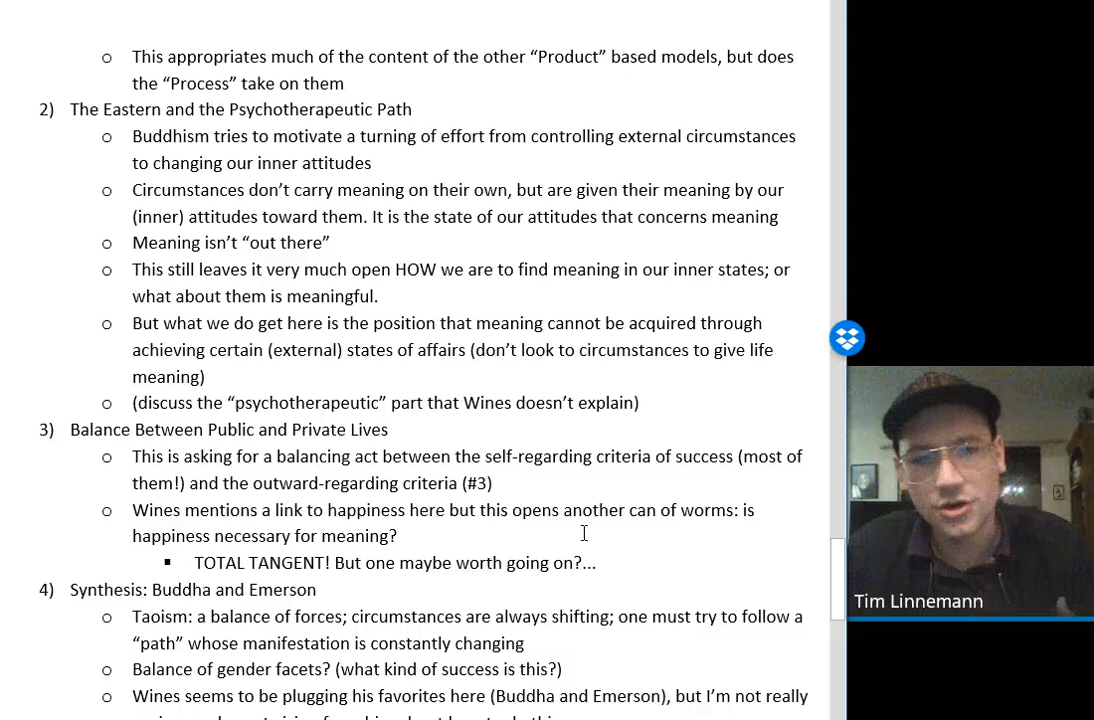 o This appropriates much of the content of the other “Product” based models, but does
the “Process” take on them
2) The Eastern and the Psychotherapeutic Path
o Buddhism tries to motivate a turning of effort from controlling external circumstances
to changing our inner attitudes
o Circumstances don’t carry meaning on their own, but are given their meaning by our
(inner) attitudes toward them. It is the state of our attitudes that concerns meaning
o Meaning isn’t “out there”
o This still leaves it very much open HOW we are to find meaning in our inner states; or
what about them is meaningful.
o But what we do get here is the position that meaning cannot be acquired through
achieving certain (external) states of affairs (don’t look to circumstances to give life
meaning)
o (discuss the “psychotherapeutic” part that Wines doesn’t explain)
3) Balance Between Public and Private Lives
o This is asking for a balancing act between the self-regarding criteria of success (most of
them!) and the outward-regarding criteria (#3)
o Wines mentions a link to happiness here but this opens another can of worms: is
happiness necessary for meaning?
▪ TOTAL TANGENT! But one maybe worth going on?...
4) Synthesis: Buddha and Emerson
o Taoism: a balance of forces; circumstances are always shifting; one must try to follow a
“path” whose manifestation is constantly changing
o Balance of gender facets? (what kind of success is this?)
o Wines seems to be plugging his favorites here (Buddha and Emerson), but I’m not really
Tim Linnemann